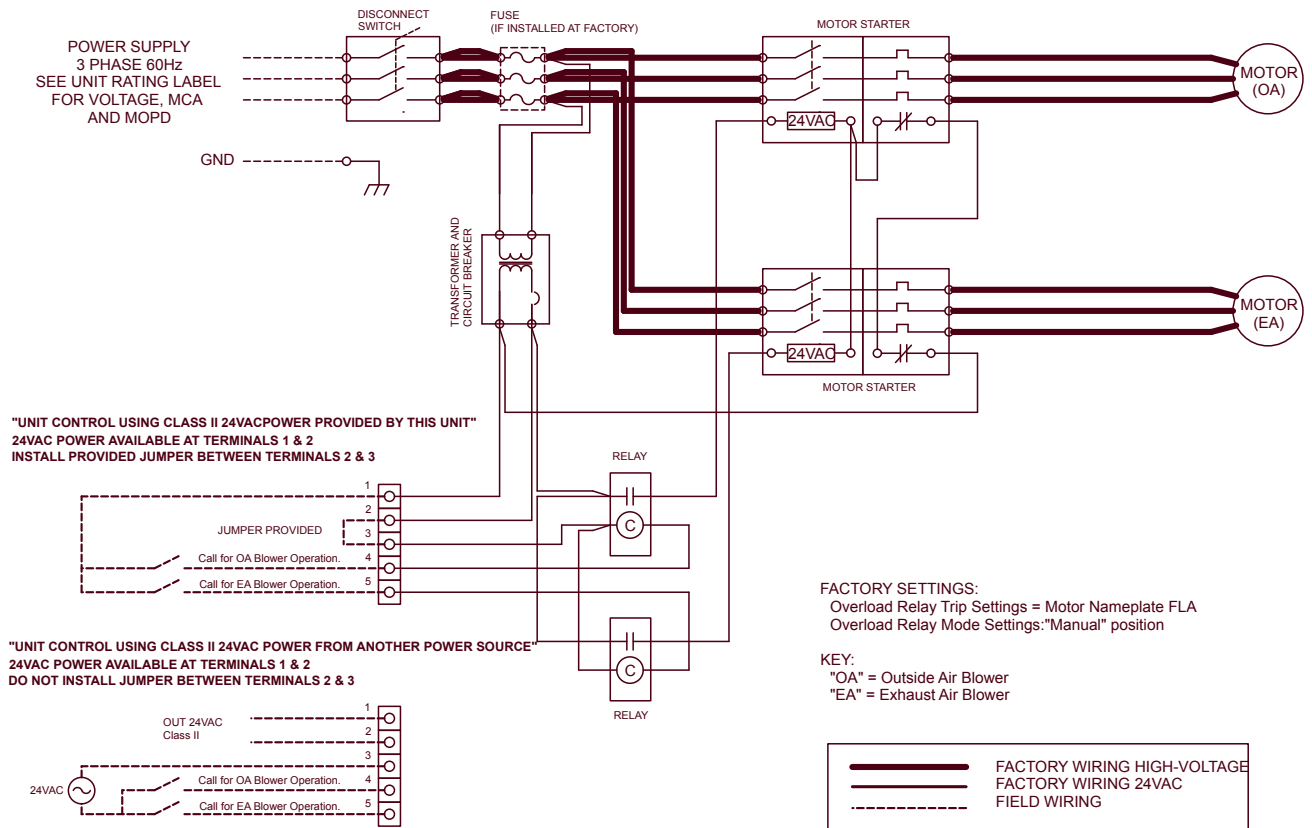 DISCONNECT
SWITCH
FUSE
(IF INSTALLED AT FACTORY)
MOTOR STARTER
POWER SUPPLY
3 PHASE 60Hz
SEE UNIT RATING LABEL
FOR VOLTAGE, MCA
AND MOPD
MOTOR
(OA)
24VAC
GND
TRANSFORMER AND
CIRCUIT BREAKER
MOTOR
(EA)
24VAC
MOTOR STARTER
"UNIT CONTROL USING CLASS II 24VACPOWER PROVIDED BY THIS UNIT"
24VAC POWER AVAILABLE AT TERMINALS 1 & 2
INSTALL PROVIDED JUMPER BETWEEN TERMINALS 2 & 3
RELAY
1
2
JUMPER PROVIDED
3
C
Call for OA Blower Operation.
4
Call for EA Blower Operation.
5
FACTORY SETTINGS:
Overload Relay Trip Settings = Motor Nameplate FLA
Overload Relay Mode Settings:"Manual" position
"UNIT CONTROL USING CLASS II 24VAC POWER FROM ANOTHER POWER SOURCE"
24VAC POWER AVAILABLE AT TERMINALS 1 & 2
DO NOT INSTALL JUMPER BETWEEN TERMINALS 2 & 3
C
RELAY
KEY:
"OA" = Outside Air Blower
"EA" = Exhaust Air Blower
1
OUT 24VAC
Class II
2
3
24VAC
Call for OA Blower Operation.
4
Call for EA Blower Operation.
5
FACTORY WIRING HIGH-VOLTAGE
FACTORY WIRING 24VAC
FIELD WIRING